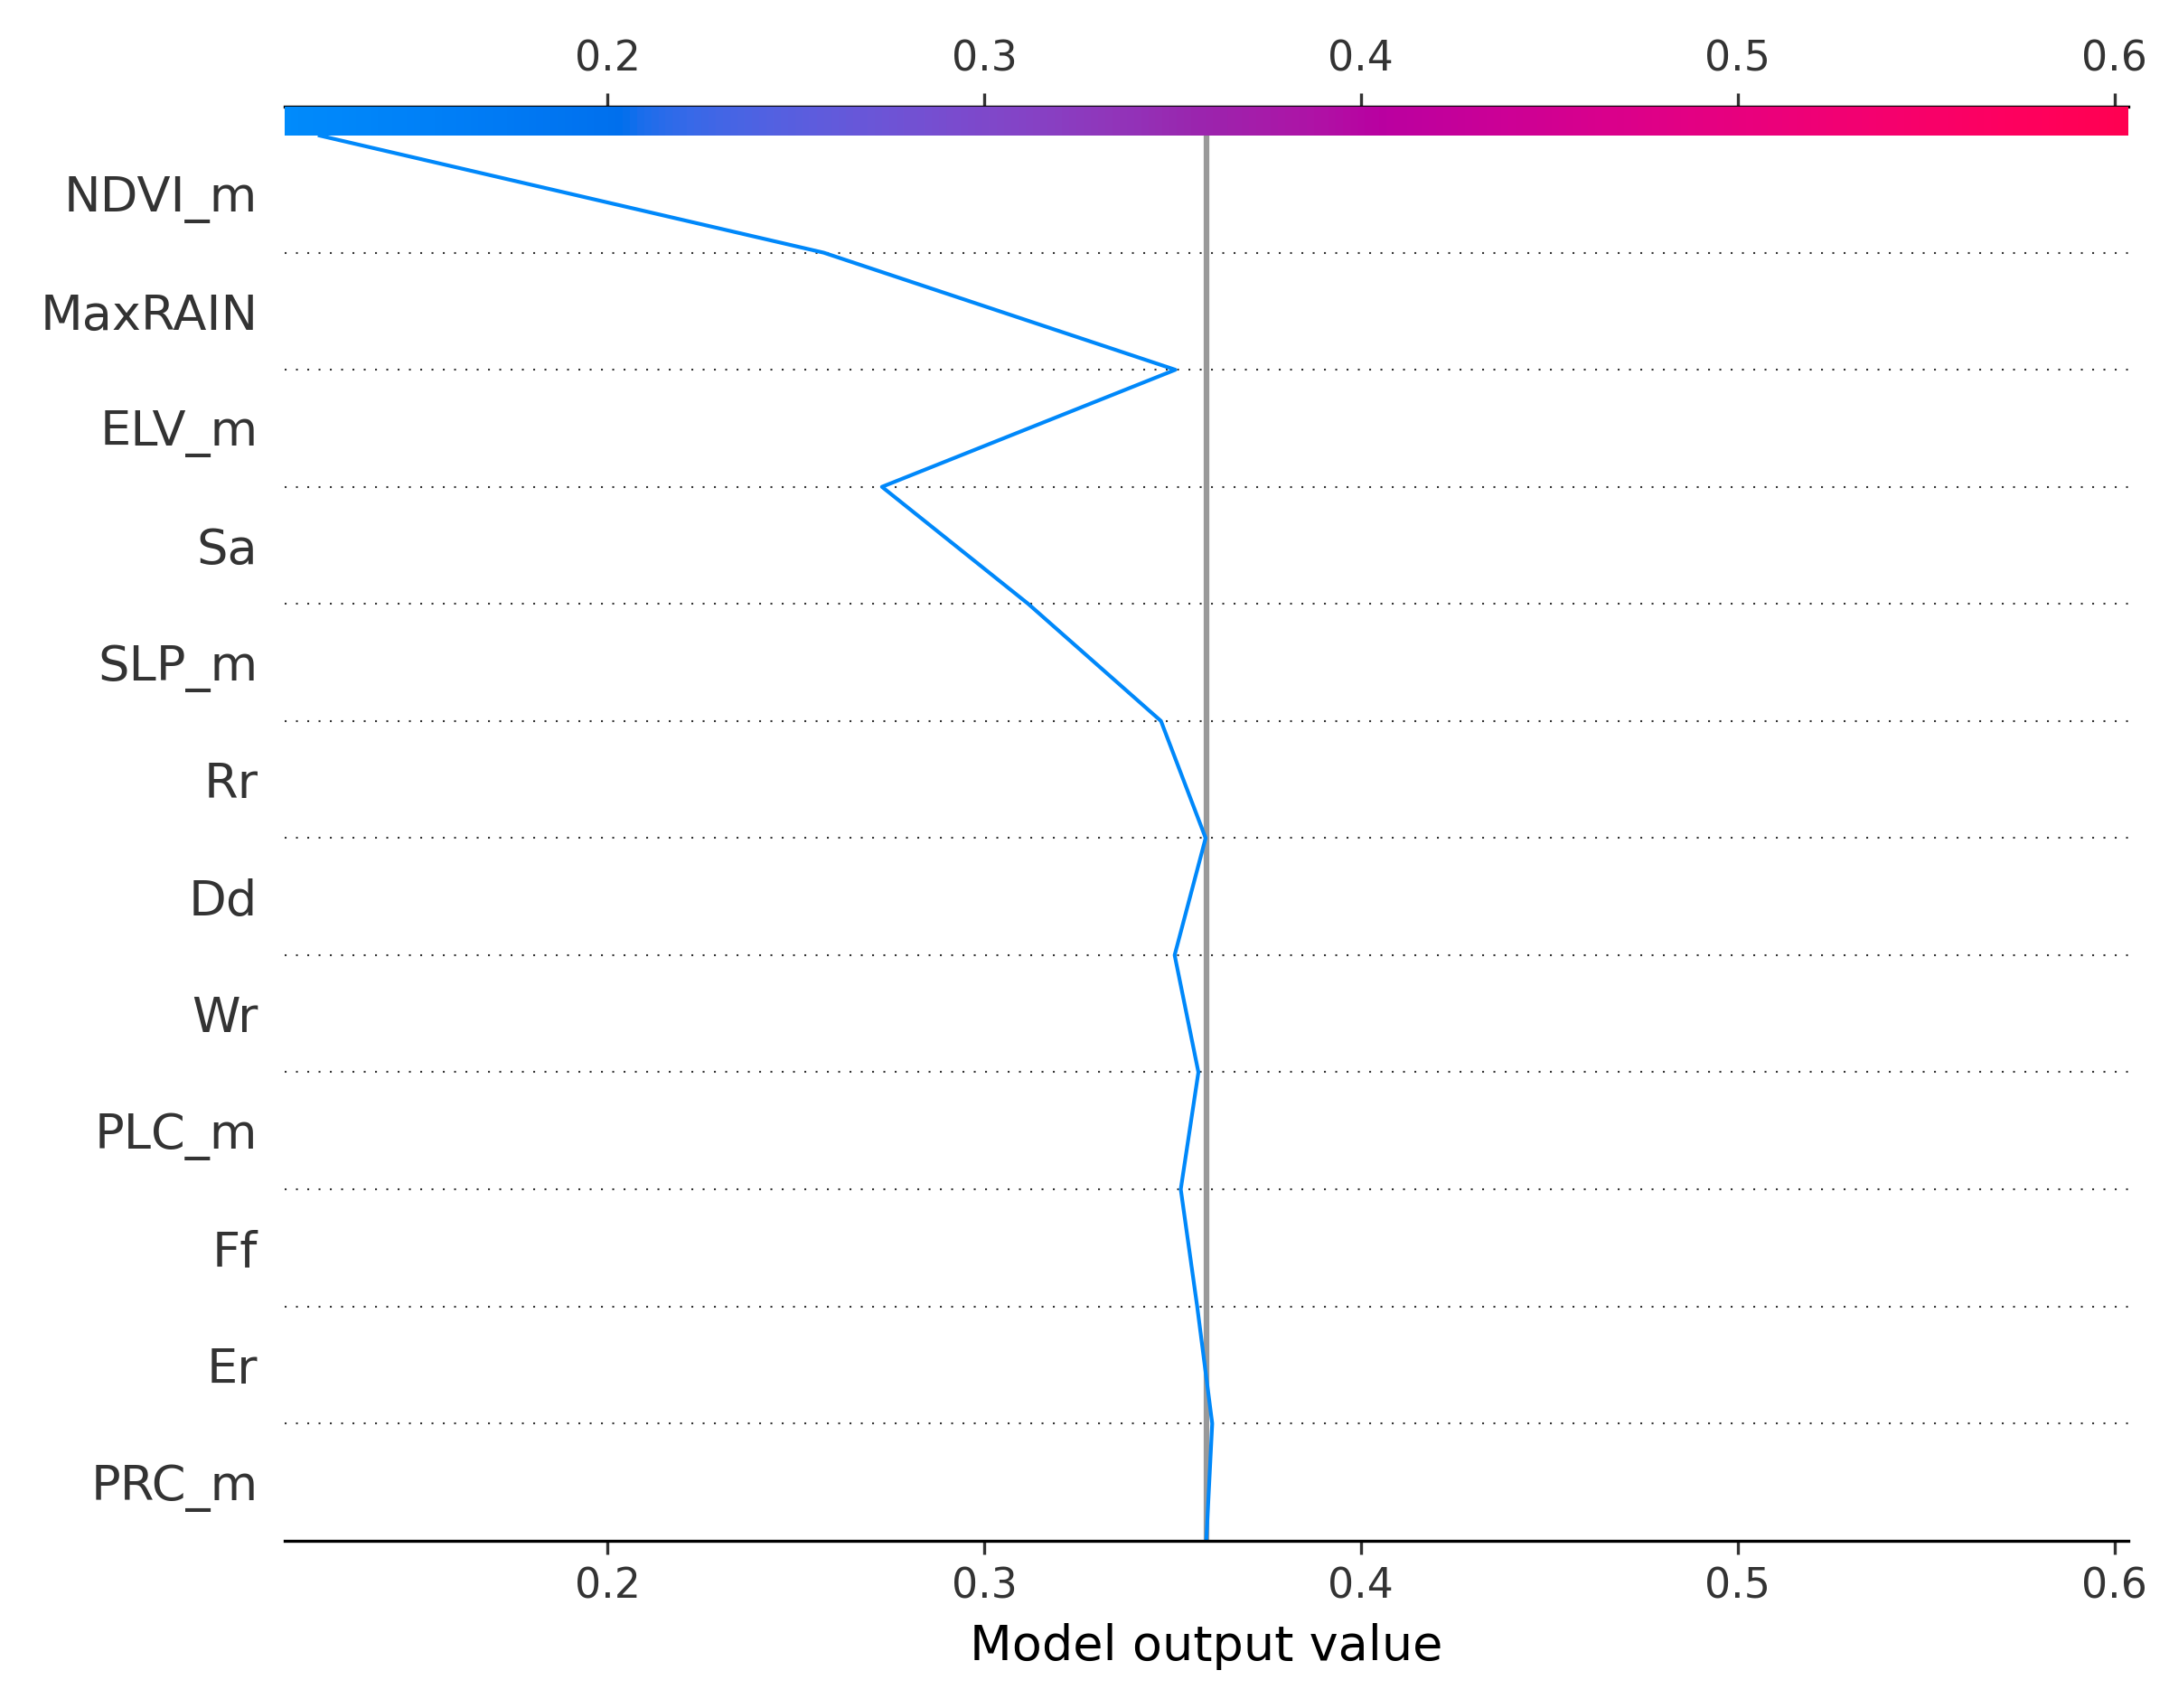 0.2 0.3 0.4 0.5 0.6
NDVI_m
MaxRAIN
ELV_m
Sa
SLP_m
Rr
Dd
Wr
PLC_m
Ff
Er
PRC_m
0.2 0.3 0.4 0.5 0.6
Model output value